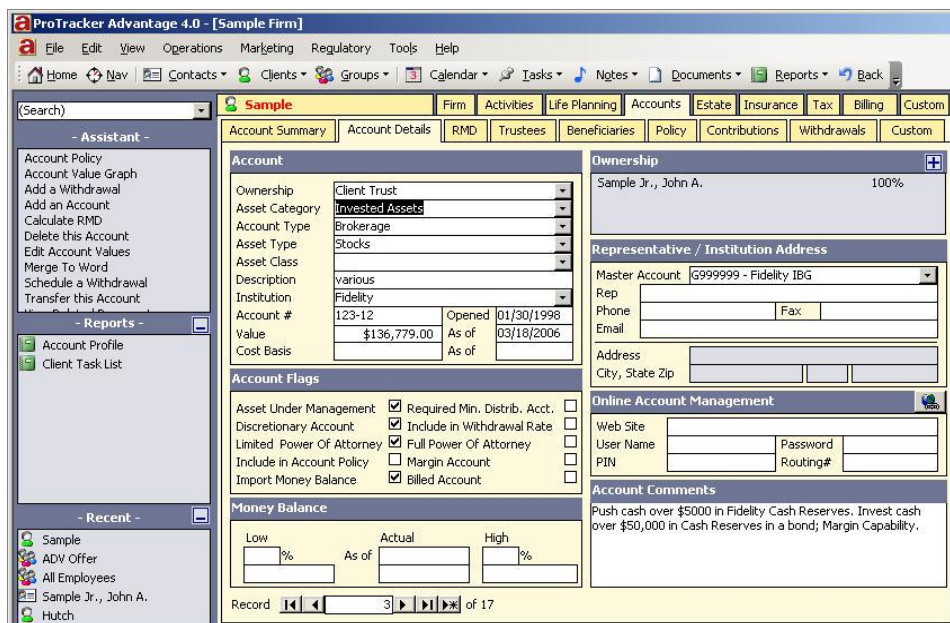 ProTracker Advantage 4.0 - [Sample Firm]
File Edit View Operations Marketing Regulatory Tools Help
Home Nav Contacts Clients Groups Calendar Tasks Notes Documents Reports Back
(Search)
- Assistant -
Account Policy
Account Value Graph
Add a Withdrawal
Add an Account
Calculate RMD
Delete this Account
Edit Account Values
Merge To Word
Schedule a Withdrawal
Transfer this Account
- Reports -
Account Profile
Client Task List
- Recent -
Sample
ADV Offer
All Employees
Sample Jr., John A.
Hutch
Sample Firm Activities Life Planning Accounts Estate Insurance Tax Billing Custom
Account Summary Account Details RMD Trustees Beneficiaries Policy Contributions Withdrawals Custom
Account
Ownership Client Trust
Asset Category Invested Assets
Account Type Brokerage
Asset Type Stocks
Asset Class
Description various
Institution Fidelity
Account # 123-12 Opened 01/30/1998
Value $136,779.00 As of 03/18/2006
Cost Basis As of
Account Flags
Asset Under Management Required Min. Distrib. Acct.
Discretionary Account Include in Withdrawal Rate
Limited Power Of Attorney Full Power Of Attorney
Include in Account Policy Margin Account
Import Money Balance Billed Account
Money Balance
Low Actual High
% As of %
Record 3 of 17
Ownership
Sample Jr., John A. 100%
Representative / Institution Address
Master Account G999999 - Fidelity IBG
Rep
Phone Fax
Email
Address
City, State Zip
Online Account Management
Web Site
User Name Password
PIN Routing#
Account Comments
Push cash over $5000 in Fidelity Cash Reserves. Invest cash
over $50,000 in Cash Reserves in a bond; Margin Capability.